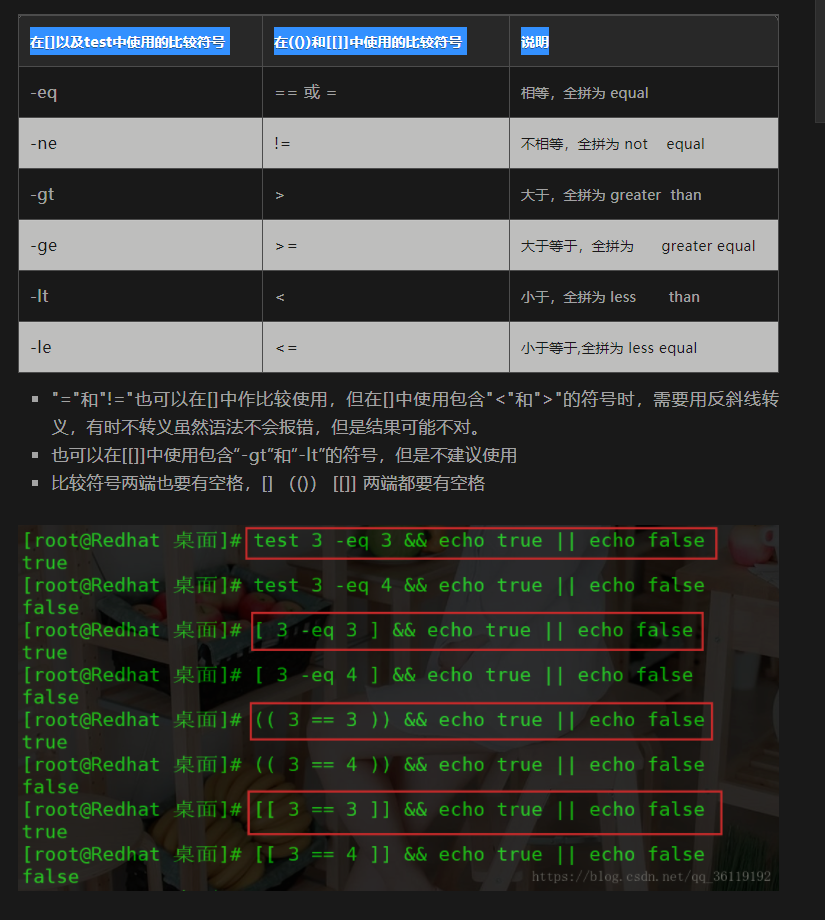 在[]以及test中使用的比较符号 在(())和[[]]中使用的比较符号 说明
-eq == 或 = 相等，全拼为 equal
-ne != 不相等，全拼为 not equal
-gt > 大于，全拼为 greater than
-ge >= 大于等于，全拼为 greater equal
-lt < 小于，全拼为 less than
-le <= 小于等于,全拼为 less equal
"="和"!="也可以在[]中作比较使用，但在[]中使用包含"<"和">"的符号时，需要用反斜线转
义，有时不转义虽然语法不会报错，但是结果可能不对。
也可以在[[]]中使用包含“-gt”和“-lt”的符号，但是不建议使用
比较符号两端也要有空格，[] （()） [[]] 两端都要有空格
[root@Redhat 桌面]# test 3 -eq 3 && echo true || echo false
true
[root@Redhat 桌面]# test 3 -eq 4 && echo true || echo false
false
[root@Redhat 桌面]# [ 3 -eq 3 ] && echo true || echo false
true
[root@Redhat 桌面]# [ 3 -eq 4 ] && echo true || echo false
false
[root@Redhat 桌面]# (( 3 == 3 )) && echo true || echo false
true
[root@Redhat 桌面]# (( 3 == 4 )) && echo true || echo false
false
[root@Redhat 桌面]# [[ 3 == 3 ]] && echo true || echo false
true
[root@Redhat 桌面]# [[ 3 == 4 ]] && echo true || echo false
false
https://blog.csdn.net/qq_36119192